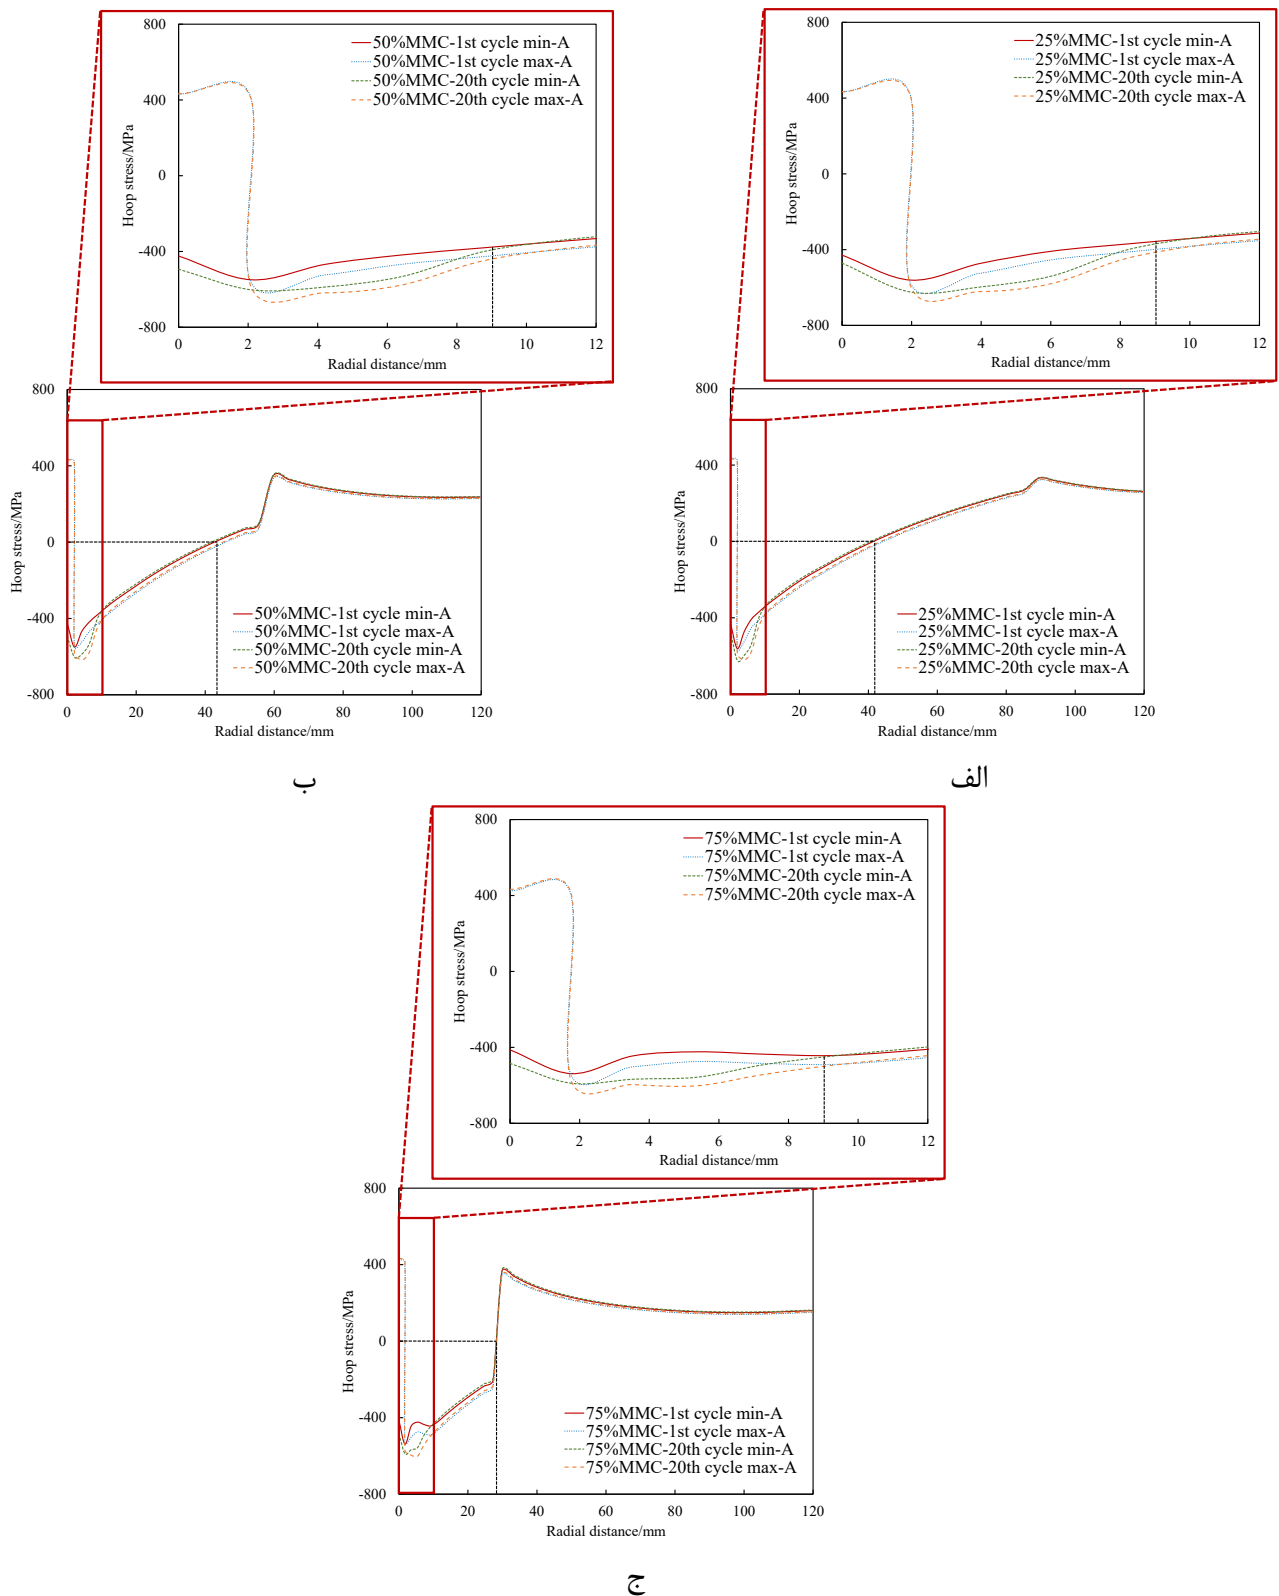 800
400
0
-400
-800
Hoop stress/MPa
50%MMC-1st cycle min-A
50%MMC-1st cycle max-A
50%MMC-20th cycle min-A
50%MMC-20th cycle max-A
0 2 4 6 8 10 12
Radial distance/mm
800
400
0
-400
-800
Hoop stress/MPa
25%MMC-1st cycle min-A
25%MMC-1st cycle max-A
25%MMC-20th cycle min-A
25%MMC-20th cycle max-A
0 2 4 6 8 10 12
Radial distance/mm
800
400
0
-400
-800
Hoop stress/MPa
50%MMC-1st cycle min-A
50%MMC-1st cycle max-A
50%MMC-20th cycle min-A
50%MMC-20th cycle max-A
0 20 40 60 80 100 120
Radial distance/mm
800
400
0
-400
-800
Hoop stress/MPa
25%MMC-1st cycle min-A
25%MMC-1st cycle max-A
25%MMC-20th cycle min-A
25%MMC-20th cycle max-A
0 20 40 60 80 100 120
Radial distance/mm
الف
ب
800
400
0
-400
-800
Hoop stress/MPa
75%MMC-1st cycle min-A
75%MMC-1st cycle max-A
75%MMC-20th cycle min-A
75%MMC-20th cycle max-A
0 2 4 6 8 10 12
Radial distance/mm
800
400
0
-400
-800
Hoop stress/MPa
75%MMC-1st cycle min-A
75%MMC-1st cycle max-A
75%MMC-20th cycle min-A
75%MMC-20th cycle max-A
0 20 40 60 80 100 120
Radial distance/mm
ج